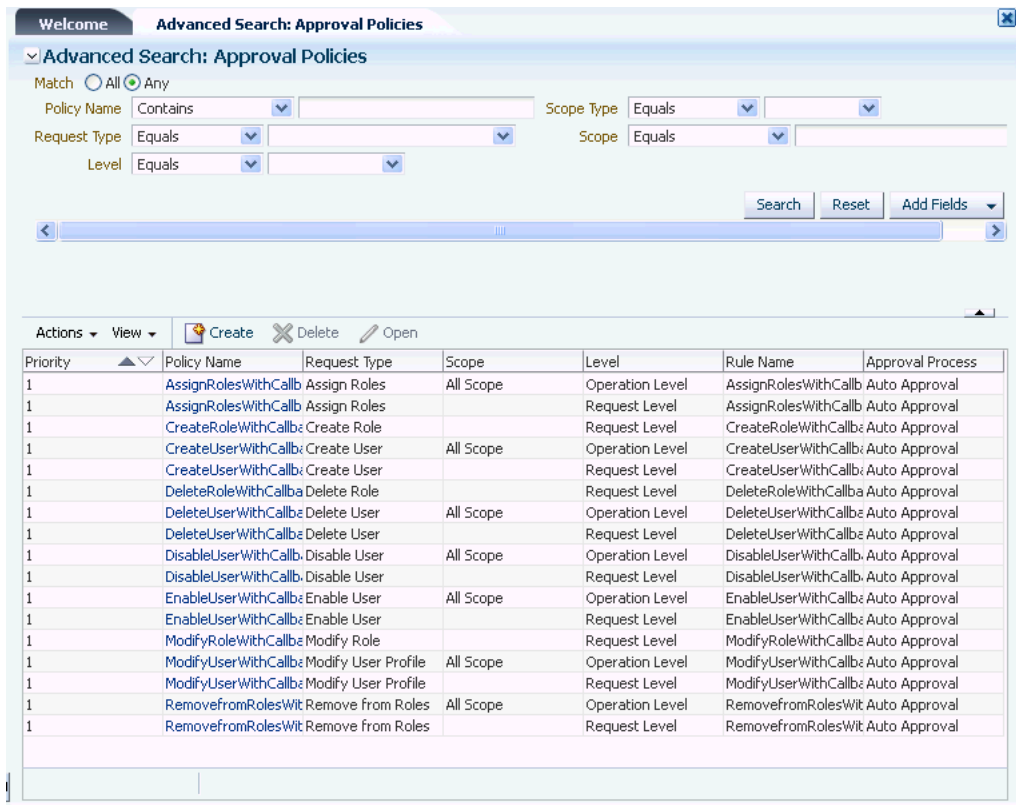 Welcome Advanced Search: Approval Policies
Advanced Search: Approval Policies
Match All Any
Policy Name Contains Scope Type Equals
Request Type Equals Scope Equals
Level Equals
Search Reset Add Fields
Actions View Create Delete Open
Priority Policy Name Request Type Scope Level Rule Name Approval Process
1 AssignRolesWithCallb Assign Roles All Scope Operation Level AssignRolesWithCallb Auto Approval
1 AssignRolesWithCallb Assign Roles Request Level AssignRolesWithCallb Auto Approval
1 CreateRoleWithCallba Create Role Request Level CreateRoleWithCallba Auto Approval
1 CreateUserWithCallba Create User All Scope Operation Level CreateUserWithCallba Auto Approval
1 CreateUserWithCallba Create User Request Level CreateUserWithCallba Auto Approval
1 DeleteRoleWithCallba Delete Role Request Level DeleteRoleWithCallba Auto Approval
1 DeleteUserWithCallba Delete User All Scope Operation Level DeleteUserWithCallba Auto Approval
1 DeleteUserWithCallba Delete User Request Level DeleteUserWithCallba Auto Approval
1 DisableUserWithCallb Disable User All Scope Operation Level DisableUserWithCallb Auto Approval
1 DisableUserWithCallb Disable User Request Level DisableUserWithCallb Auto Approval
1 EnableUserWithCallba Enable User All Scope Operation Level EnableUserWithCallba Auto Approval
1 EnableUserWithCallba Enable User Request Level EnableUserWithCallba Auto Approval
1 ModifyRoleWithCallba Modify Role Request Level ModifyRoleWithCallba Auto Approval
1 ModifyUserWithCallba Modify User Profile All Scope Operation Level ModifyUserWithCallba Auto Approval
1 ModifyUserWithCallba Modify User Profile Request Level ModifyUserWithCallba Auto Approval
1 RemovefromRolesWit Remove from Roles All Scope Operation Level RemovefromRolesWit Auto Approval
1 RemovefromRolesWit Remove from Roles Request Level RemovefromRolesWit Auto Approval